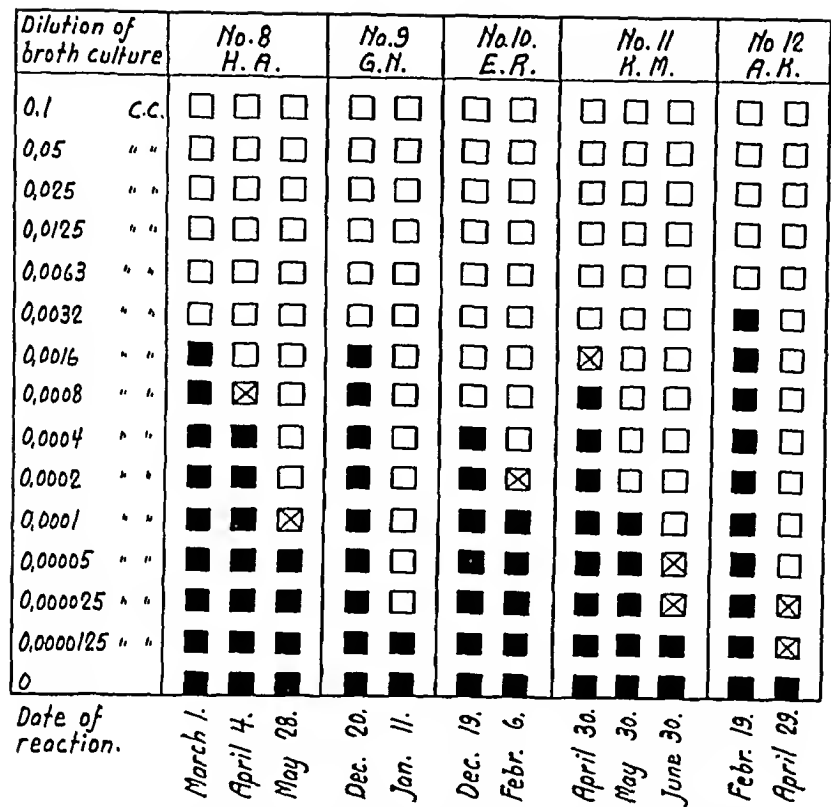 Dilution of broth culture
No. 8 H. A.
No. 9 G. N.
No. 10. E. R.
No. 11 K. M.
No 12 A. K.
0.1 C.C.
0,05 " "
0,025 " "
0,0125 " "
0,0063 " "
0,0032 " "
0,0016 " "
0,0008 " "
0,0004 " "
0,0002 " "
0,0001 " "
0,00005 " "
0,000025 " "
0,0000125 " "
0
Date of reaction.
March 1.
April 4.
May 28.
Dec. 20.
Jan. 11.
Dec. 19.
Febr. 6.
April 30.
May 30.
June 30.
Febr. 19.
April 29.